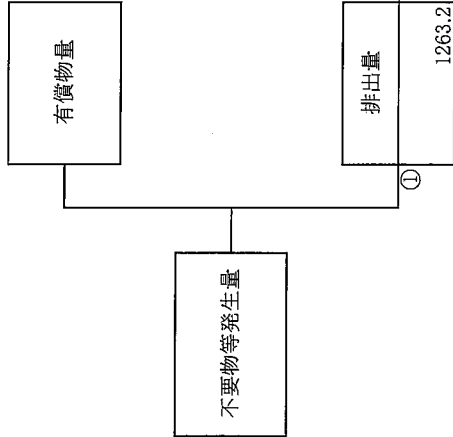 不要物等発生量
有償物量
①
排出量
1263.2